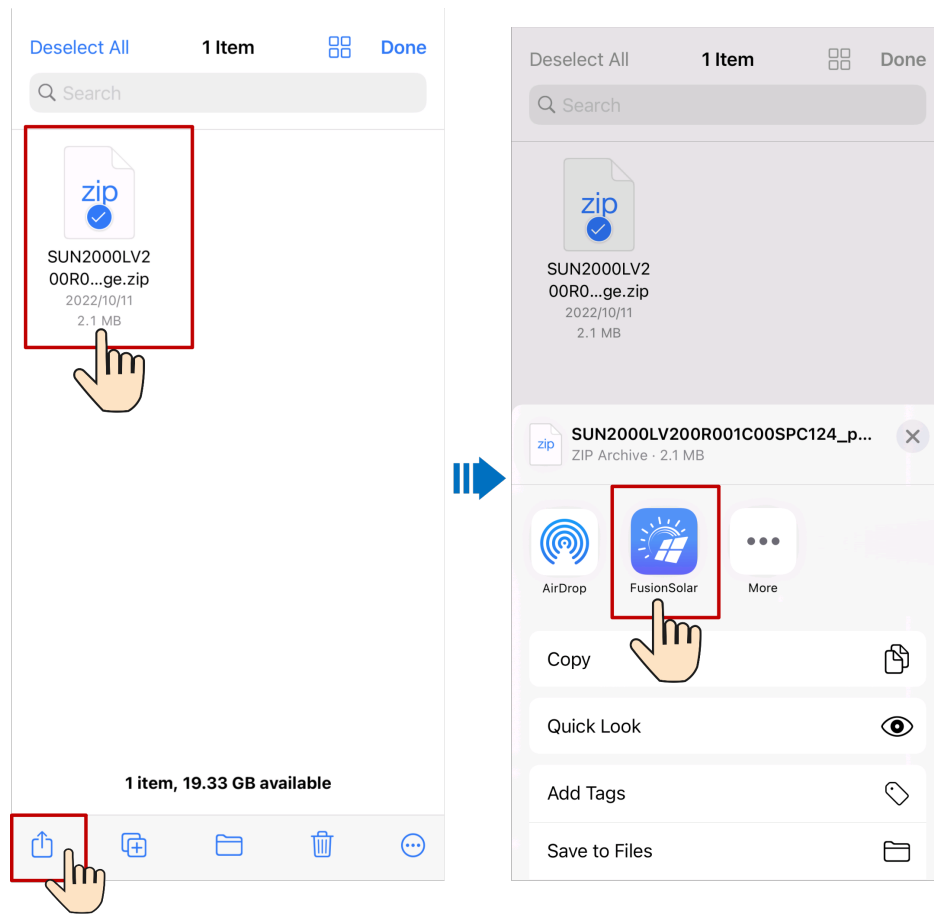 Deselect All 1 Item Done
Search
zip
SUN2000LV2
00R0...ge.zip
2022/10/11
2.1 MB
1 item, 19.33 GB available
Deselect All 1 Item Done
Search
zip
SUN2000LV2
00R0...ge.zip
2022/10/11
2.1 MB
zip
SUN2000LV200R001C00SPC124_p...
ZIP Archive · 2.1 MB
AirDrop FusionSolar More
Copy
Quick Look
Add Tags
Save to Files